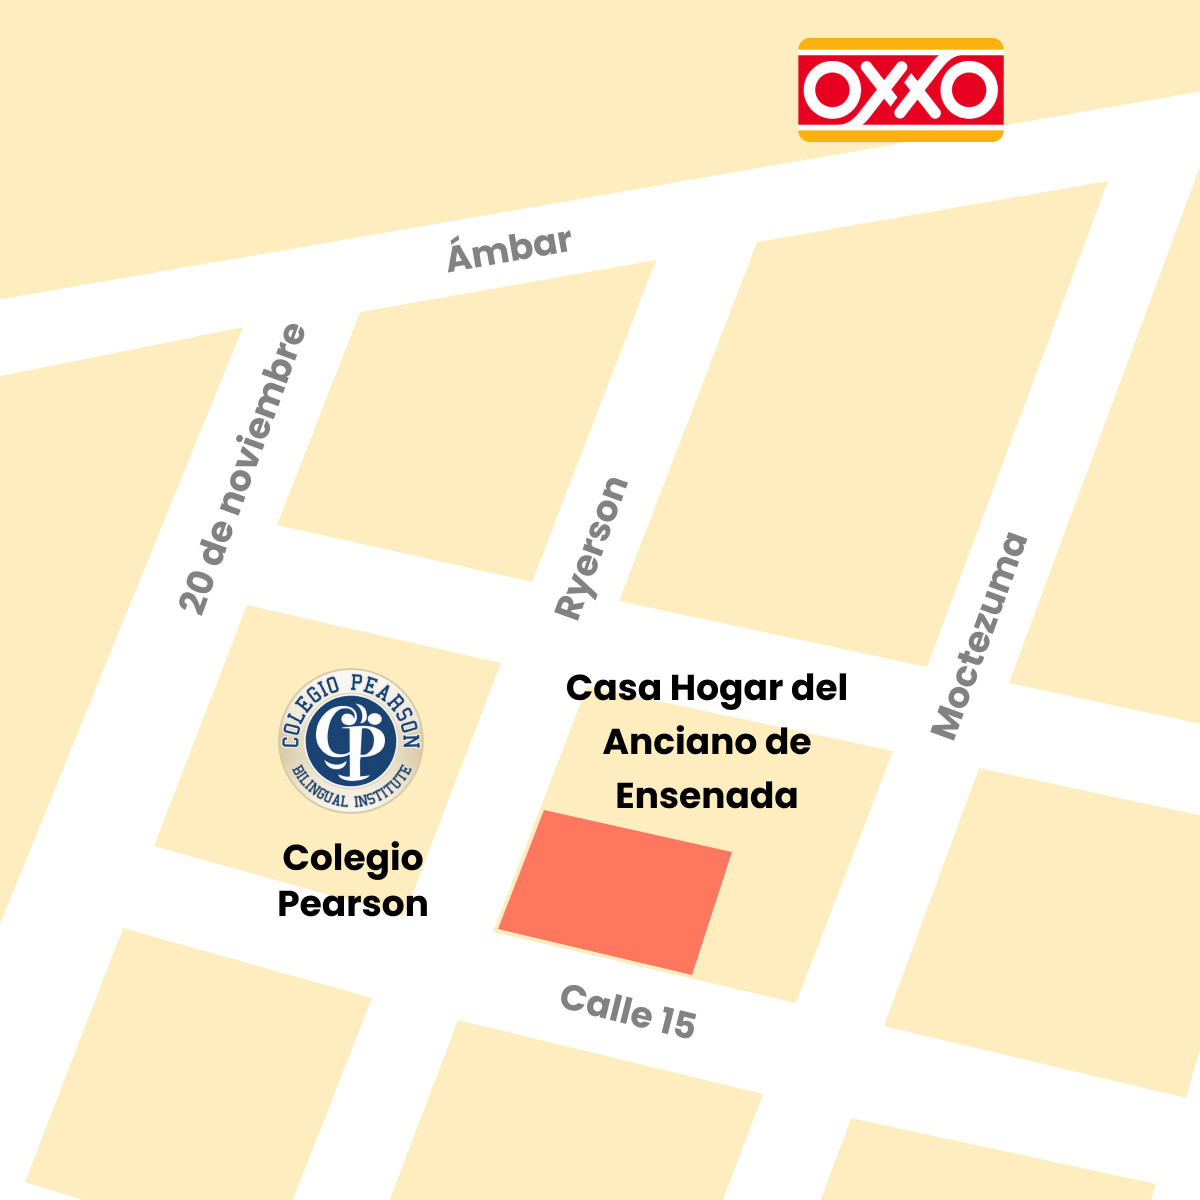 OXXO
Ámbar
20 de noviembre
Ryerson
Moctezuma
Casa Hogar del
Anciano de
Ensenada
COLEGIO PEARSON
CP
BILINGUAL INSTITUTE
Colegio
Pearson
Calle 15